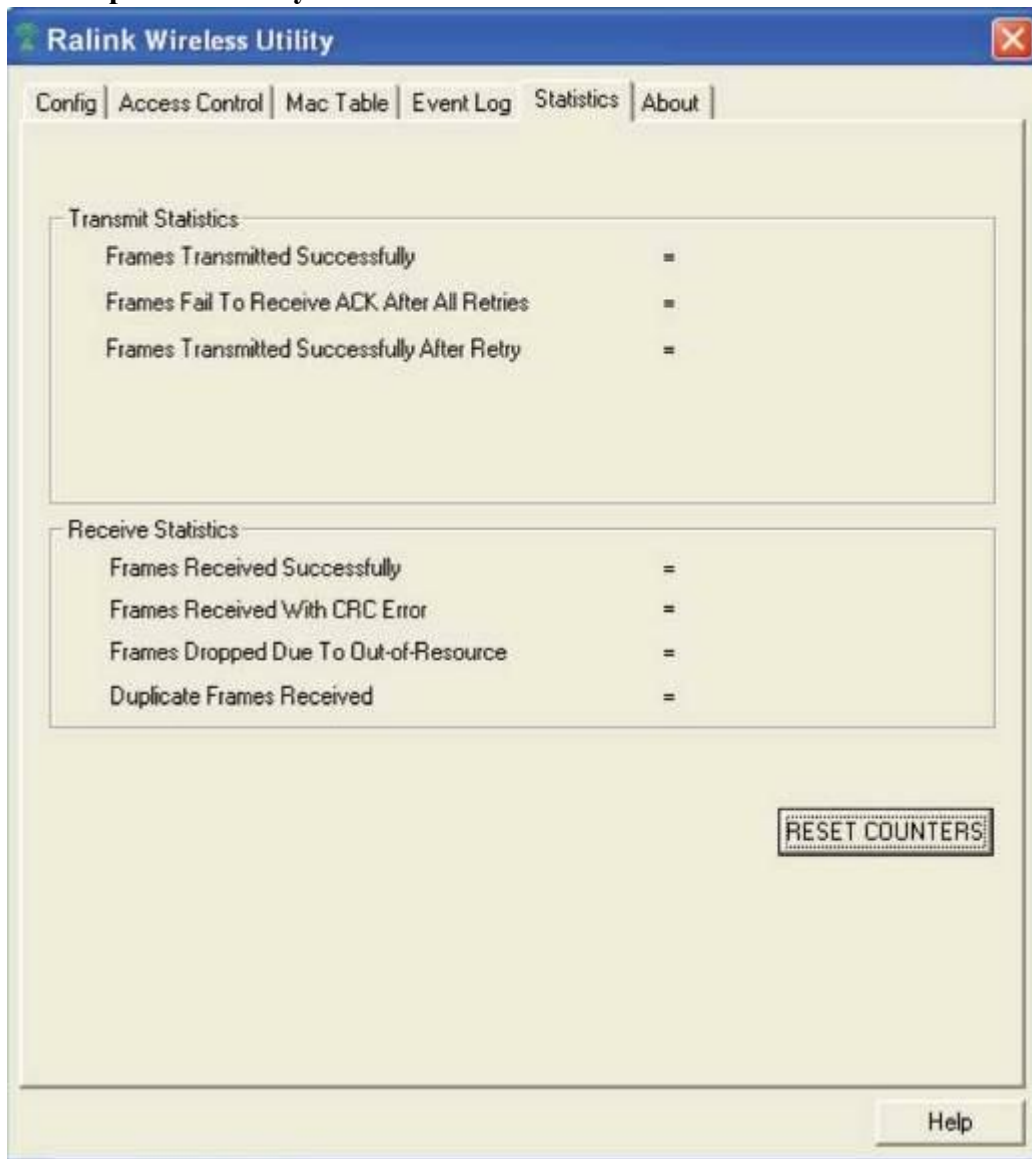 Ralink Wireless Utility
Config Access Control Mac Table Event Log Statistics About
Transmit Statistics
Frames Transmitted Successfully =
Frames Fail To Receive ACK After All Retries =
Frames Transmitted Successfully After Retry =
Receive Statistics
Frames Received Successfully =
Frames Received With CRC Error =
Frames Dropped Due To Out-of-Resource =
Duplicate Frames Received =
RESET COUNTERS
Help